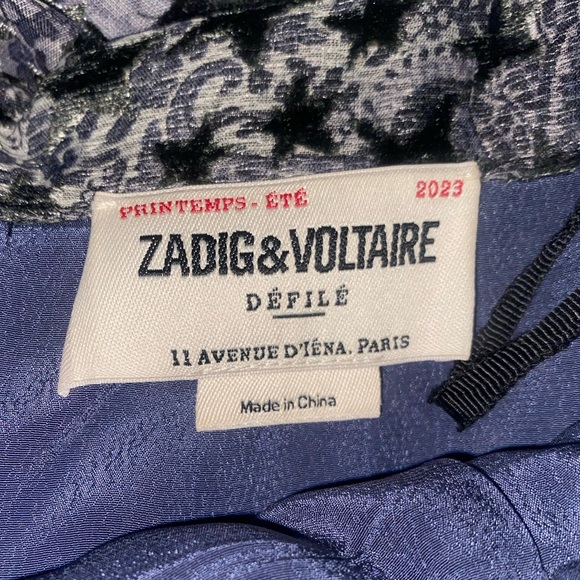 PRINTEMPS - ÉTÉ 2023
ZADIG&VOLTAIRE
DÉFILÉ
11 AVENUE D'IÉNA. PARIS
Made in China